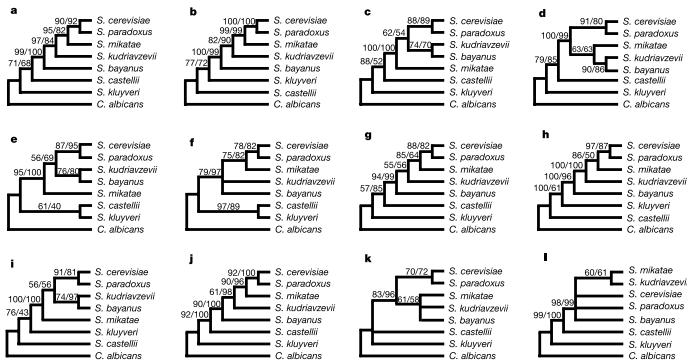 a
90/92
S. cerevisiae
95/82
S. paradoxus
97/84
S. mikatae
99/100
S. kudriavzevii
71/68
S. bayanus
S. castellii
S. kluyveri
C. albicans
b
100/100
S. cerevisiae
99/99
S. paradoxus
82/90
S. mikatae
100/99
S. kudriavzevii
77/72
S. bayanus
S. kluyveri
S. castellii
C. albicans
c
88/89
S. cerevisiae
62/54
S. paradoxus
74/70
S. kudriavzevii
100/100
S. bayanus
88/52
S. mikatae
S. castellii
S. kluyveri
C. albicans
d
91/80
S. cerevisiae
100/99
S. paradoxus
63/63
S. mikatae
79/85
S. kudriavzevii
90/86
S. bayanus
S. castellii
S. kluyveri
C. albicans
e
87/95
S. cerevisiae
56/69
S. paradoxus
76/80
S. kudriavzevii
95/100
S. bayanus
S. mikatae
61/40
S. castellii
S. kluyveri
C. albicans
f
78/82
S. cerevisiae
75/82
S. paradoxus
79/97
S. mikatae
S. kudriavzevii
S. bayanus
97/89
S. castellii
S. kluyveri
C. albicans
g
88/82
S. cerevisiae
85/64
S. paradoxus
55/56
S. mikatae
94/99
S. kudriavzevii
57/85
S. bayanus
S. castellii
S. kluyveri
C. albicans
h
97/87
S. cerevisiae
86/50
S. paradoxus
100/100
S. mikatae
100/96
S. kudriavzevii
100/61
S. bayanus
S. kluyveri
S. castellii
C. albicans
i
91/81
S. cerevisiae
56/56
S. paradoxus
74/97
S. kudriavzevii
100/100
S. bayanus
76/43
S. mikatae
S. kluyveri
S. castellii
C. albicans
j
92/100
S. cerevisiae
90/96
S. paradoxus
61/98
S. mikatae
90/100
S. kudriavzevii
92/100
S. bayanus
S. kluyveri
S. castellii
C. albicans
k
70/72
S. cerevisiae
S. paradoxus
83/96
61/58
S. mikatae
S. kudriavzevii
S. bayanus
S. castellii
S. kluyveri
C. albicans
l
60/61
S. mikatae
S. kudriavzevii
S. cerevisiae
98/99
S. paradoxus
99/100
S. bayanus
S. castellii
S. kluyveri
C. albicans